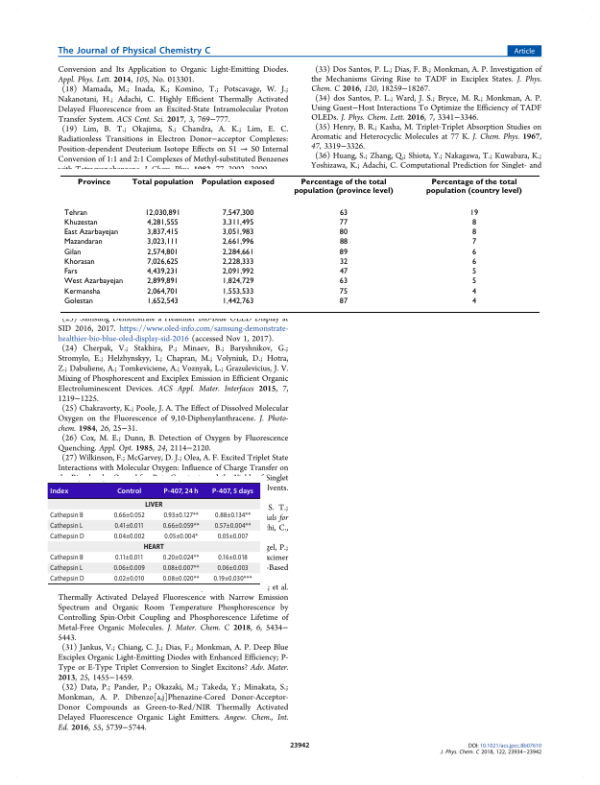 The Journal of Physical Chemistry C
Article
Conversion and Its Application to Organic Light-Emitting Diodes.
Appl. Phys. Lett. 2014, 105, No. 013301.
(18) Mamada, M.; Inada, K.; Komino, T.; Potscavage, W. J.;
Nakanotani, H.; Adachi, C. Highly Efficient Thermally Activated
Delayed Fluorescence from an Excited-State Intramolecular Proton
Transfer System. ACS Cent. Sci. 2017, 3, 769−777.
(19) Lim, B. T.; Okajima, S.; Chandra, A. K.; Lim, E. C.
Radiationless Transitions in Electron Donor−acceptor Complexes:
Position-dependent Deuterium Isotope Effects on S1 → S0 Internal
Conversion of 1:1 and 2:1 Complexes of Methyl-substituted Benzenes
(33) Dos Santos, P. L.; Dias, F. B.; Monkman, A. P. Investigation of
the Mechanisms Giving Rise to TADF in Exciplex States. J. Phys.
Chem. C 2016, 120, 18259−18267.
(34) dos Santos, P. L.; Ward, J. S.; Bryce, M. R.; Monkman, A. P.
Using Guest−Host Interactions To Optimize the Efficiency of TADF
OLEDs. J. Phys. Chem. Lett. 2016, 7, 3341−3346.
(35) Henry, B. R.; Kasha, M. Triplet-Triplet Absorption Studies on
Aromatic and Heterocyclic Molecules at 77 K. J. Chem. Phys. 1967,
47, 3319−3326.
(36) Huang, S.; Zhang, Q.; Shiota, Y.; Nakagawa, T.; Kuwabara, K.;
Yoshizawa, K.; Adachi, C. Computational Prediction for Singlet- and
Province Total population Population exposed Percentage of the total population (province level) Percentage of the total population (country level)
Tehran 12,030,891 7,547,300 63 19
Khuzestan 4,281,555 3,311,495 77 8
East Azarbayejan 3,837,415 3,051,983 80 8
Mazandaran 3,023,111 2,661,996 88 7
Gilan 2,574,801 2,284,661 89 6
Khorasan 7,026,625 2,228,333 32 6
Fars 4,439,231 2,091,992 47 5
West Azarbayejan 2,899,891 1,824,729 63 5
Kermansha 2,064,701 1,553,533 75 4
Golestan 1,652,543 1,442,763 87 4
(23) Samsung Demonstrate a Healthier Bio-Blue OLED Display at
SID 2016, 2017. https://www.oled-info.com/samsung-demonstrate-
healthier-bio-blue-oled-display-sid-2016 (accessed Nov 1, 2017).
(24) Cherpak, V.; Stakhira, P.; Minaev, B.; Baryshnikov, G.;
Stromylo, E.; Helzhynskyy, I.; Chapran, M.; Volyniuk, D.; Hotra,
Z.; Dabuliene, A.; Tomkeviciene, A.; Voznyak, L.; Grazulevicius, J. V.
Mixing of Phosphorescent and Exciplex Emission in Efficient Organic
Electroluminescent Devices. ACS Appl. Mater. Interfaces 2015, 7,
1219−1225.
(25) Chakravorty, K.; Poole, J. A. The Effect of Dissolved Molecular
Oxygen on the Fluorescence of 9,10-Diphenylanthracene. J. Photo-
chem. 1984, 26, 25−31.
(26) Cox, M. E.; Dunn, B. Detection of Oxygen by Fluorescence
Quenching. Appl. Opt. 1985, 24, 2114−2120.
(27) Wilkinson, F.; McGarvey, D. J.; Olea, A. F. Excited Triplet State
Interactions with Molecular Oxygen: Influence of Charge Transfer on
Singlet
lvents.
S. T.;
ials for
hi, C.,
gel, P.;
xcimer
-Based
Index Control P-407, 24 h P-407, 5 days
LIVER
Cathepsin B 0.66±0.052 0.93±0.127** 0.88±0.134**
Cathepsin L 0.41±0.011 0.66±0.059** 0.57±0.004**
Cathepsin D 0.04±0.002 0.05±0.004* 0.05±0.007
HEART
Cathepsin B 0.11±0.011 0.20±0.024** 0.16±0.018
Cathepsin L 0.06±0.009 0.08±0.007** 0.06±0.003
Cathepsin D 0.02±0.010 0.08±0.020** 0.19±0.030***
; et al.
Thermally Activated Delayed Fluorescence with Narrow Emission
Spectrum and Organic Room Temperature Phosphorescence by
Controlling Spin-Orbit Coupling and Phosphorescence Lifetime of
Metal-Free Organic Molecules. J. Mater. Chem. C 2018, 6, 5434−
5443.
(31) Jankus, V.; Chiang, C. J.; Dias, F.; Monkman, A. P. Deep Blue
Exciplex Organic Light-Emitting Diodes with Enhanced Efficiency; P-
Type or E-Type Triplet Conversion to Singlet Excitons? Adv. Mater.
2013, 25, 1455−1459.
(32) Data, P.; Pander, P.; Okazaki, M.; Takeda, Y.; Minakata, S.;
Monkman, A. P. Dibenzo[a,j]Phenazine-Cored Donor-Acceptor-
Donor Compounds as Green-to-Red/NIR Thermally Activated
Delayed Fluorescence Organic Light Emitters. Angew. Chem., Int.
Ed. 2016, 55, 5739−5744.
23942
DOI: 10.1021/acs.jpcc.8b07610
J. Phys. Chem. C 2018, 122, 23934−23942